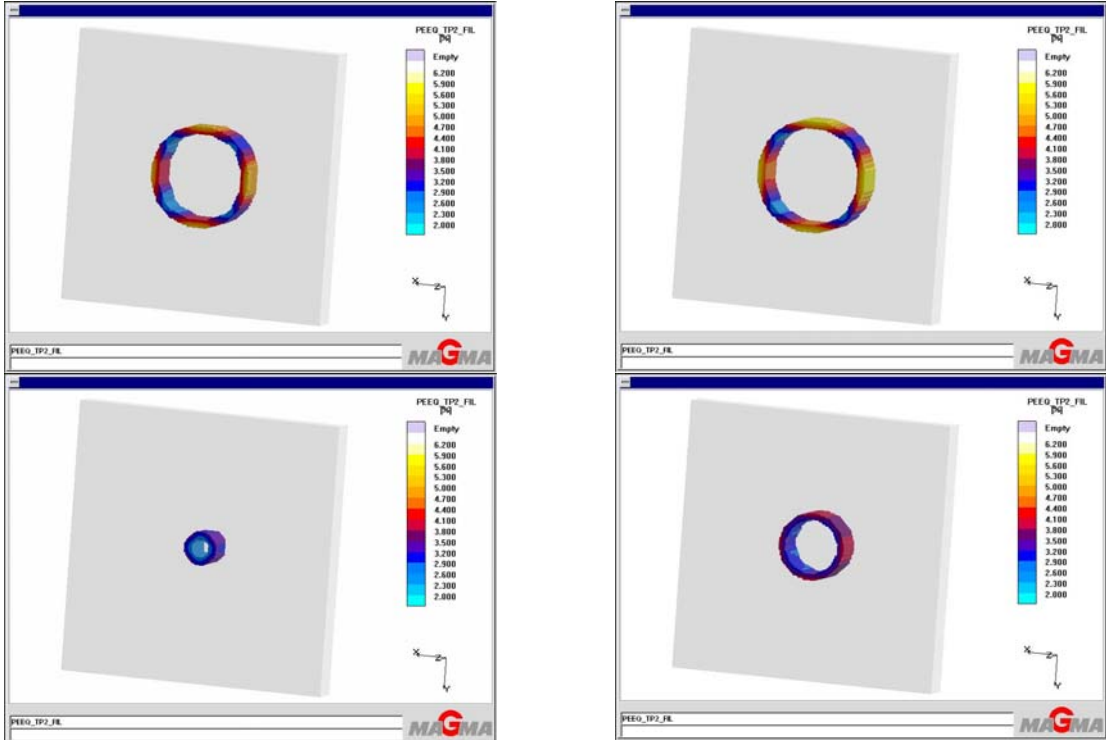 PEEQ_TP2_FIL
[%]
Empty
6.200
5.900
5.600
5.300
5.000
4.700
4.400
4.100
3.800
3.500
3.200
2.900
2.600
2.300
2.000
X
Z
Y
PEEQ_TP2_FIL
MAGMA
PEEQ_TP2_FIL
[%]
Empty
6.200
5.900
5.600
5.300
5.000
4.700
4.400
4.100
3.800
3.500
3.200
2.900
2.600
2.300
2.000
X
Z
Y
PEEQ_TP2_FIL
MAGMA
PEEQ_TP2_FIL
[%]
Empty
6.200
5.900
5.600
5.300
5.000
4.700
4.400
4.100
3.800
3.500
3.200
2.900
2.600
2.300
2.000
X
Z
Y
PEEQ_TP2_FIL
MAGMA
PEEQ_TP2_FIL
[%]
Empty
6.200
5.900
5.600
5.300
5.000
4.700
4.400
4.100
3.800
3.500
3.200
2.900
2.600
2.300
2.000
X
Z
Y
PEEQ_TP2_FIL
MAGMA